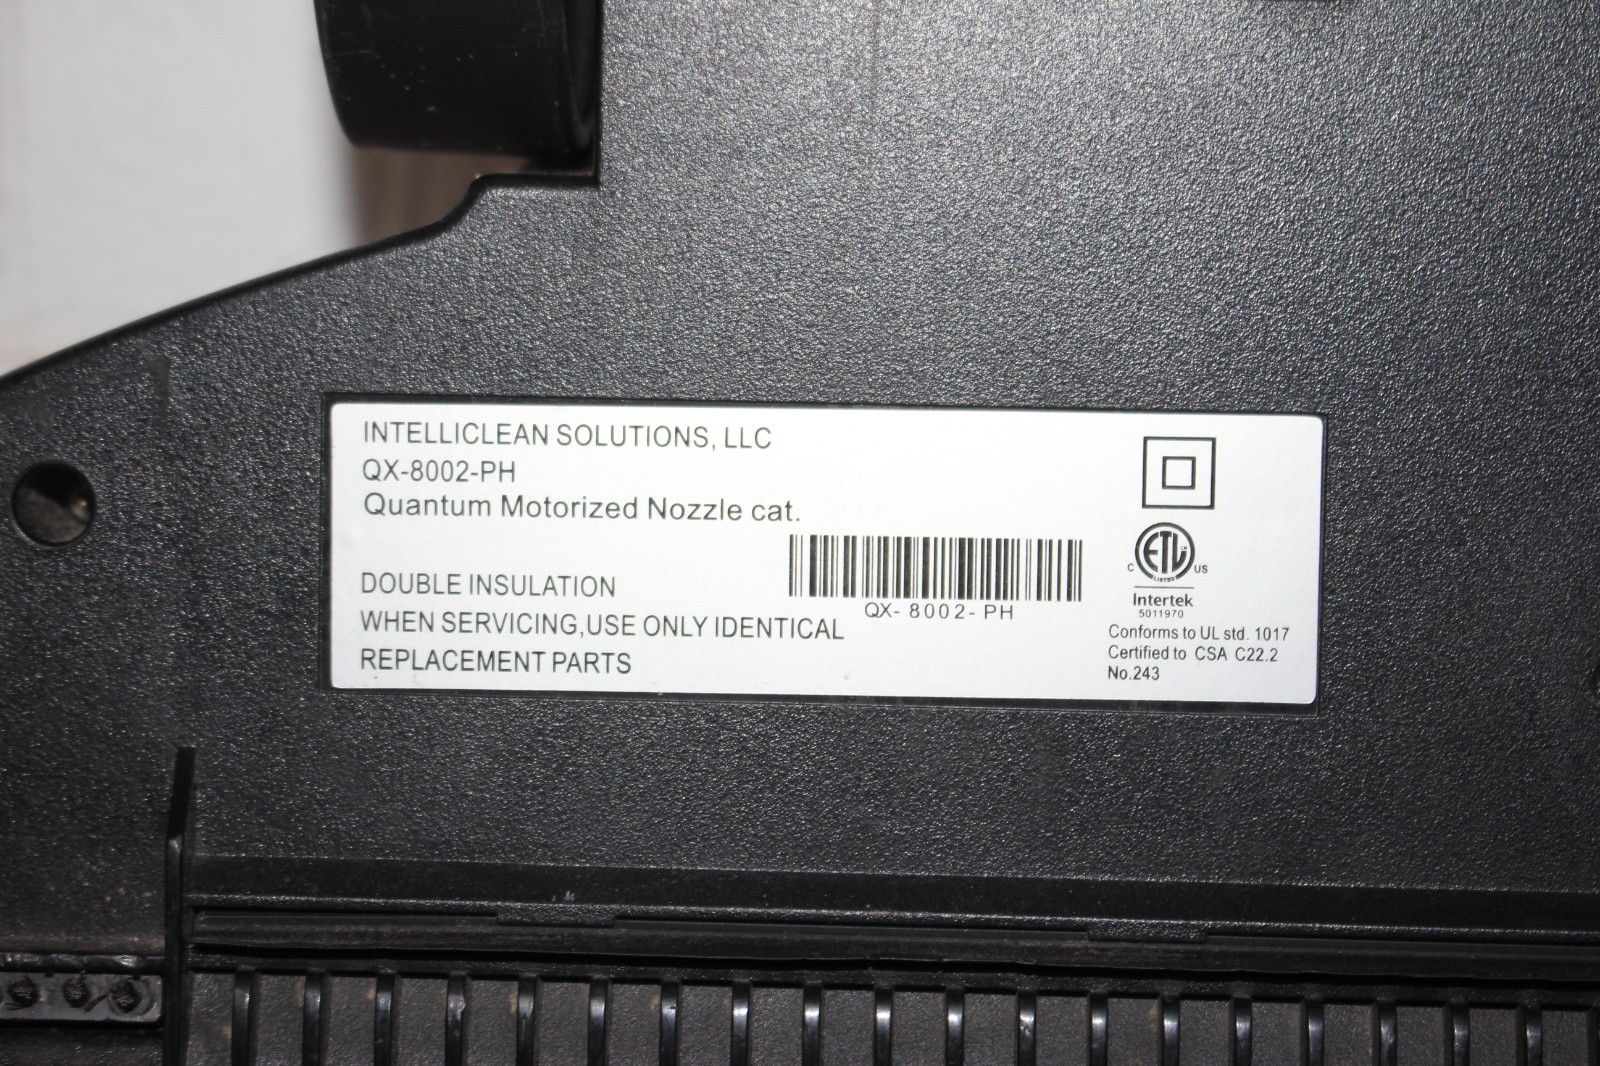 INTELLICLEAN SOLUTIONS, LLC
QX-8002-PH
Quantum Motorized Nozzle cat.
DOUBLE INSULATION
WHEN SERVICING,USE ONLY IDENTICAL
REPLACEMENT PARTS
QX- 8002- PH
ETL
LISTED
C US
Intertek
5011970
Conforms to UL std. 1017
Certified to CSA C22.2
No.243